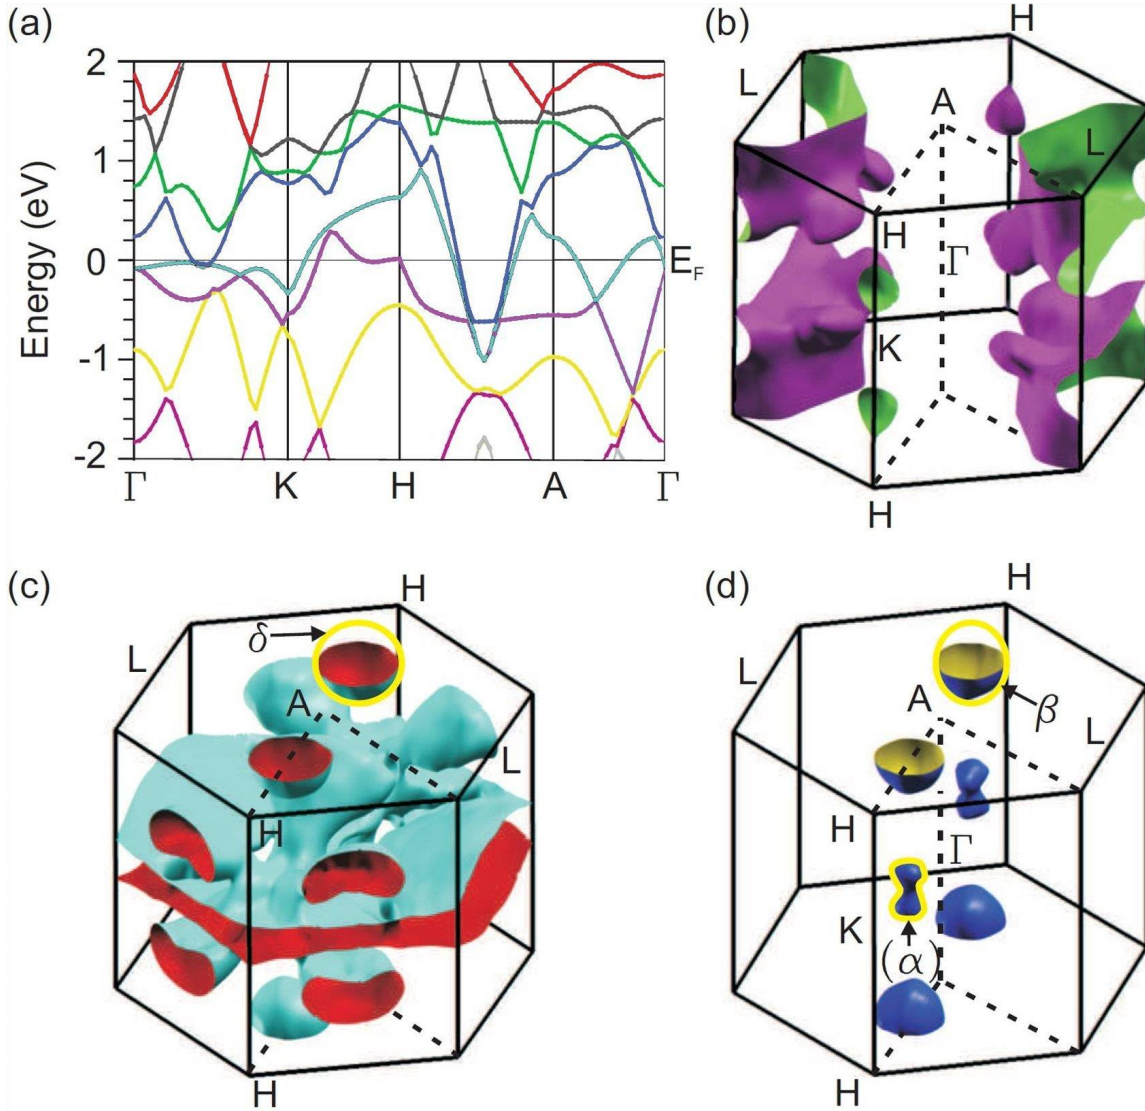 (a)
Energy (eV)
2
1
0
-1
-2
E_F
Γ K H A Γ
(b)
H
L
A
L
H
Γ
K
H
(c)
H
δ
L
A
L
H
H
(d)
H
L
A
β
L
H
Γ
K
(α)
H